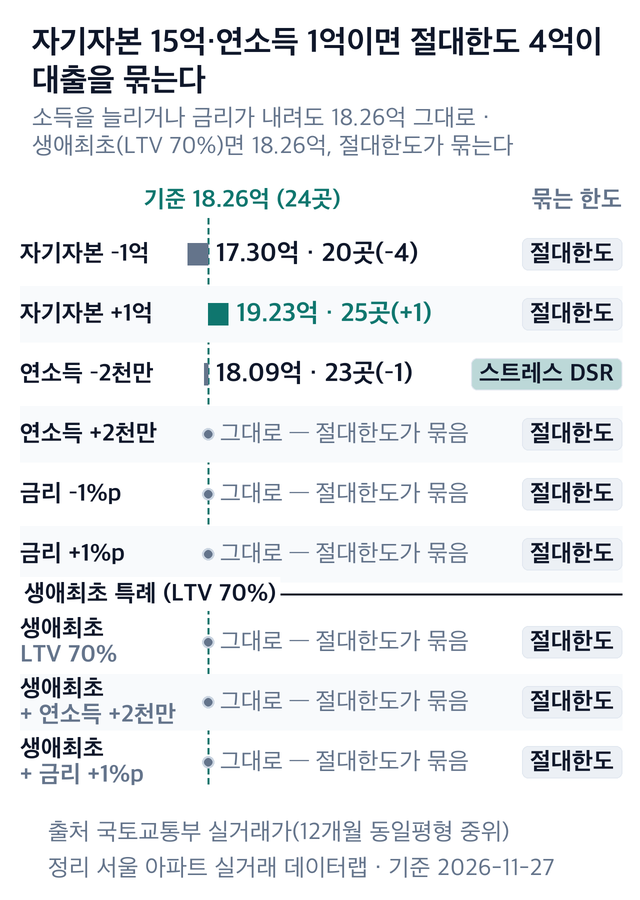 자기자본 15억·연소득 1억이면 절대한도 4억이
대출을 묶는다
소득을 늘리거나 금리가 내려도 18.26억 그대로 ·
생애최초(LTV 70%)면 18.26억, 절대한도가 묶는다
기준 18.26억 (24곳) 묶는 한도
자기자본 -1억 17.30억 · 20곳(-4) 절대한도
자기자본 +1억 19.23억 · 25곳(+1) 절대한도
연소득 -2천만 18.09억 · 23곳(-1) 스트레스 DSR
연소득 +2천만 그대로 — 절대한도가 묶음 절대한도
금리 -1%p 그대로 — 절대한도가 묶음 절대한도
금리 +1%p 그대로 — 절대한도가 묶음 절대한도
생애최초 특례 (LTV 70%)
생애최초
LTV 70% 그대로 — 절대한도가 묶음 절대한도
생애최초
+ 연소득 +2천만 그대로 — 절대한도가 묶음 절대한도
생애최초
+ 금리 +1%p 그대로 — 절대한도가 묶음 절대한도
출처 국토교통부 실거래가(12개월 동일평형 중위)
정리 서울 아파트 실거래 데이터랩 · 기준 2026-11-27